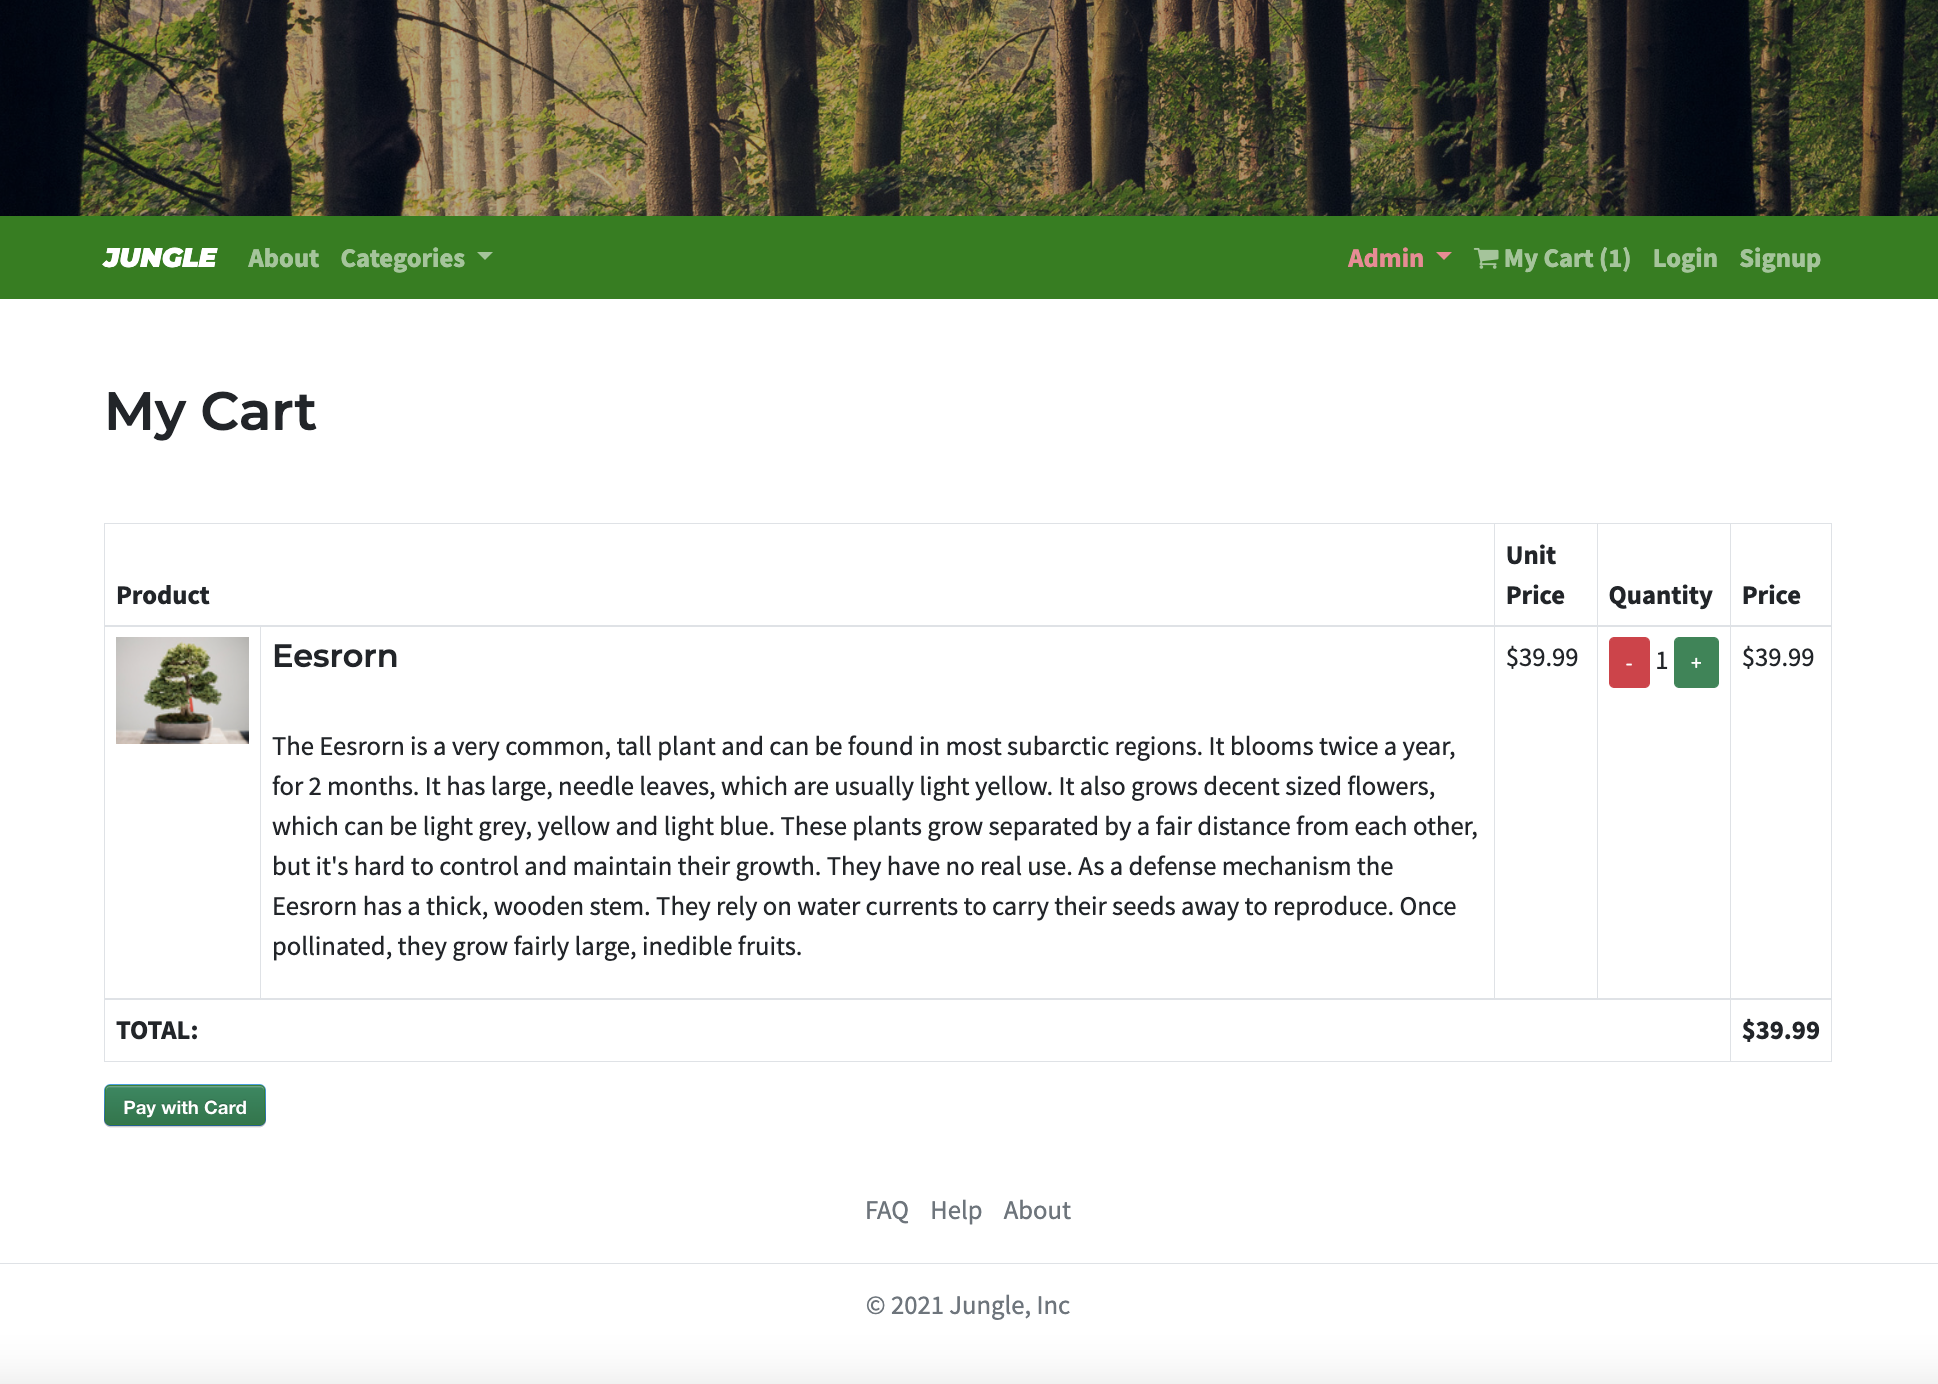 JUNGLE About Categories Admin My Cart (1) Login Signup
My Cart
Product Unit Price Quantity Price
Eesrorn $39.99 - 1 + $39.99
The Eesrorn is a very common, tall plant and can be found in most subarctic regions. It blooms twice a year,
for 2 months. It has large, needle leaves, which are usually light yellow. It also grows decent sized flowers,
which can be light grey, yellow and light blue. These plants grow separated by a fair distance from each other,
but it's hard to control and maintain their growth. They have no real use. As a defense mechanism the
Eesrorn has a thick, wooden stem. They rely on water currents to carry their seeds away to reproduce. Once
pollinated, they grow fairly large, inedible fruits.
TOTAL: $39.99
Pay with Card
FAQ Help About
© 2021 Jungle, Inc